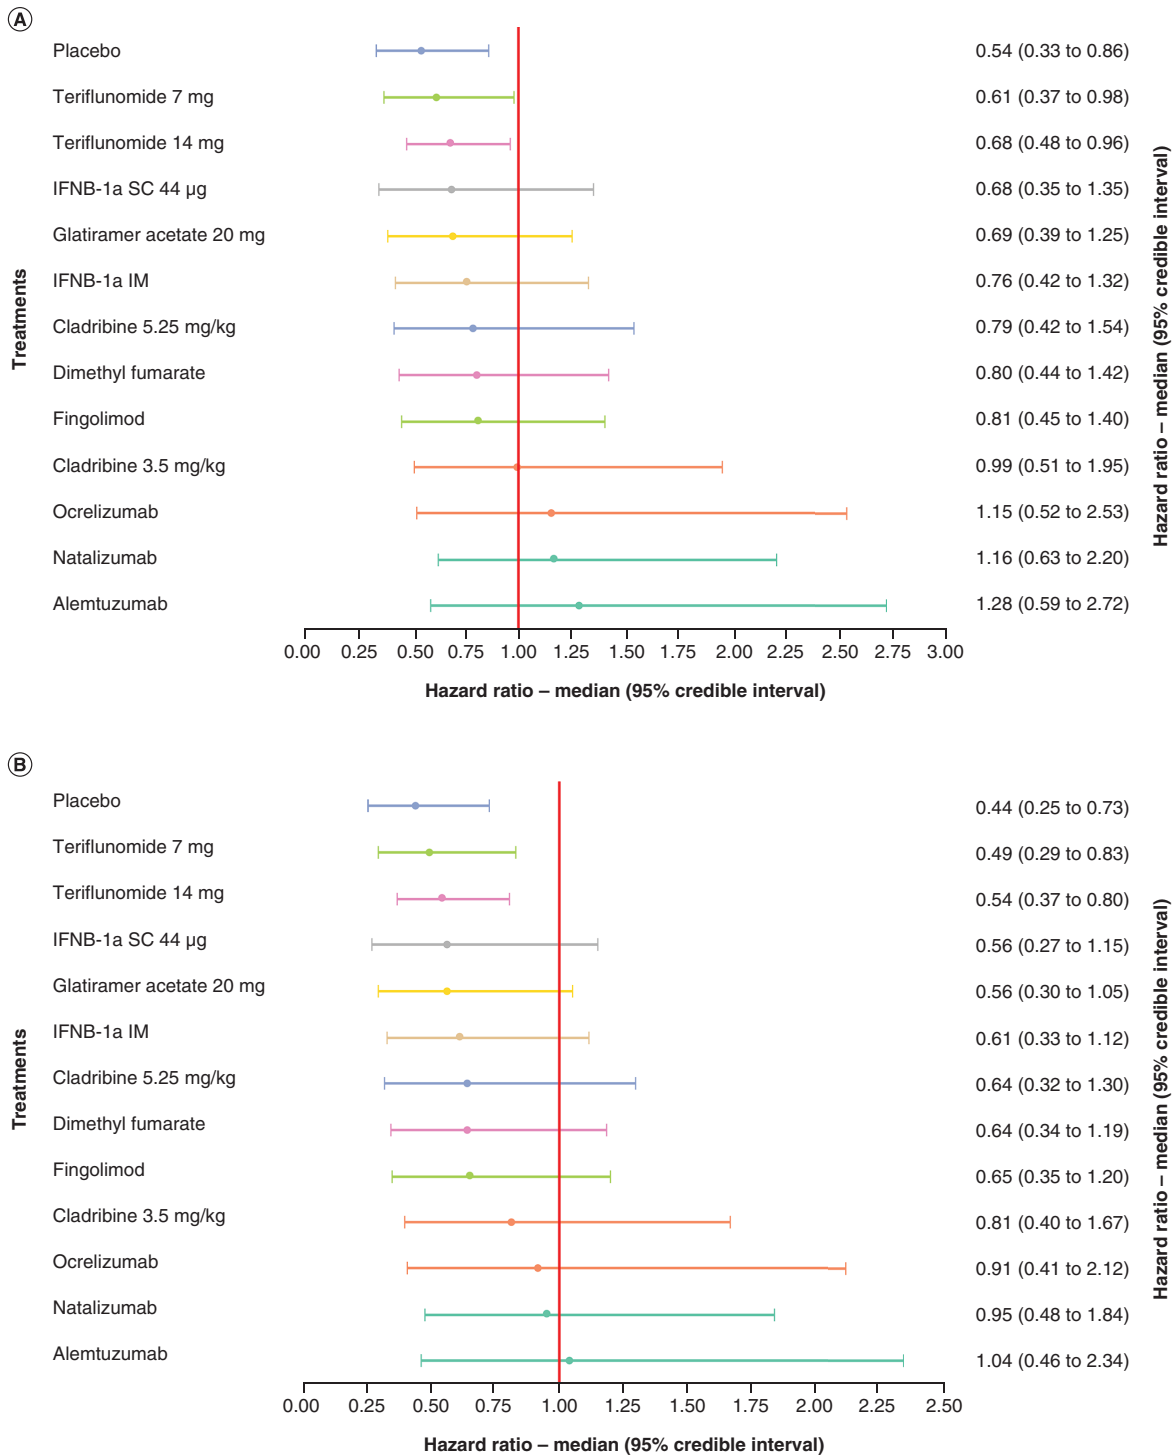 A
Placebo 0.54 (0.33 to 0.86)
Teriflunomide 7 mg 0.61 (0.37 to 0.98)
Teriflunomide 14 mg 0.68 (0.48 to 0.96)
IFNB-1a SC 44 µg 0.68 (0.35 to 1.35)
Glatiramer acetate 20 mg 0.69 (0.39 to 1.25)
IFNB-1a IM 0.76 (0.42 to 1.32)
Cladribine 5.25 mg/kg 0.79 (0.42 to 1.54)
Dimethyl fumarate 0.80 (0.44 to 1.42)
Fingolimod 0.81 (0.45 to 1.40)
Cladribine 3.5 mg/kg 0.99 (0.51 to 1.95)
Ocrelizumab 1.15 (0.52 to 2.53)
Natalizumab 1.16 (0.63 to 2.20)
Alemtuzumab 1.28 (0.59 to 2.72)
Treatments
Hazard ratio – median (95% credible interval)
0.00 0.25 0.50 0.75 1.00 1.25 1.50 1.75 2.00 2.25 2.50 2.75 3.00
Hazard ratio – median (95% credible interval)
B
Placebo 0.44 (0.25 to 0.73)
Teriflunomide 7 mg 0.49 (0.29 to 0.83)
Teriflunomide 14 mg 0.54 (0.37 to 0.80)
IFNB-1a SC 44 µg 0.56 (0.27 to 1.15)
Glatiramer acetate 20 mg 0.56 (0.30 to 1.05)
IFNB-1a IM 0.61 (0.33 to 1.12)
Cladribine 5.25 mg/kg 0.64 (0.32 to 1.30)
Dimethyl fumarate 0.64 (0.34 to 1.19)
Fingolimod 0.65 (0.35 to 1.20)
Cladribine 3.5 mg/kg 0.81 (0.40 to 1.67)
Ocrelizumab 0.91 (0.41 to 2.12)
Natalizumab 0.95 (0.48 to 1.84)
Alemtuzumab 1.04 (0.46 to 2.34)
Treatments
Hazard ratio – median (95% credible interval)
0.00 0.25 0.50 0.75 1.00 1.25 1.50 1.75 2.00 2.25 2.50
Hazard ratio – median (95% credible interval)